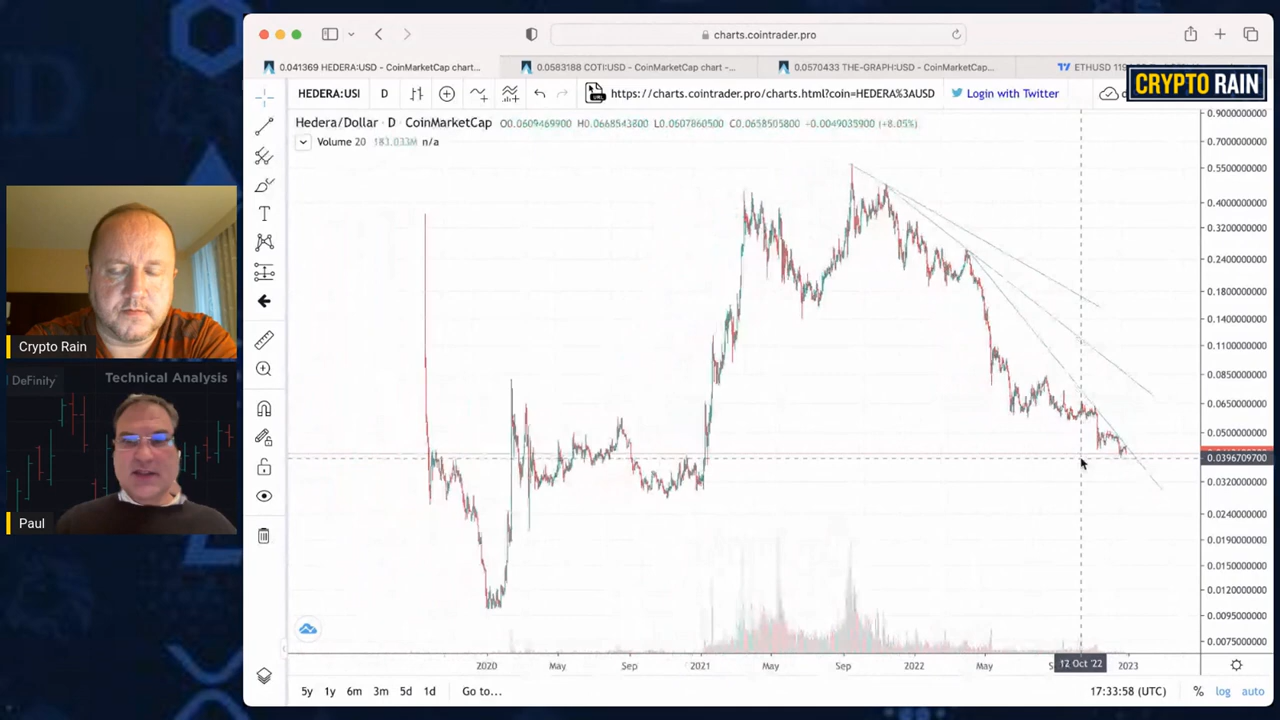 charts.cointrader.pro
0.041369 HEDERA:USD - CoinMarketCap chart...
0.0583188 COTI:USD - CoinMarketCap chart -...
0.0570433 THE-GRAPH:USD - CoinMarketCap...
ETHUSD 119
CRYPTO RAIN
HEDERA:USI
D
https://charts.cointrader.pro/charts.html?coin=HEDERA%3AUSD
Login with Twitter
Hedera/Dollar · D · CoinMarketCap
O0.0609469900 H0.0668543800 L0.0607860500 C0.0658505800 -0.0049035900 (+8.05%)
Volume 20 183.033M n/a
0.9000000000
0.7000000000
0.5500000000
0.4000000000
0.3200000000
0.2400000000
0.1800000000
0.1400000000
0.1100000000
0.0850000000
0.0650000000
0.0500000000
0.0396709700
0.0320000000
0.0240000000
0.0190000000
0.0150000000
0.0120000000
0.0095000000
0.0075000000
Crypto Rain
DeFinity
Technical Analysis
Paul
2020
May
Sep
2021
May
Sep
2022
May
12 Oct '22
2023
5y 1y 6m 3m 5d 1d Go to...
17:33:58 (UTC)
% log auto